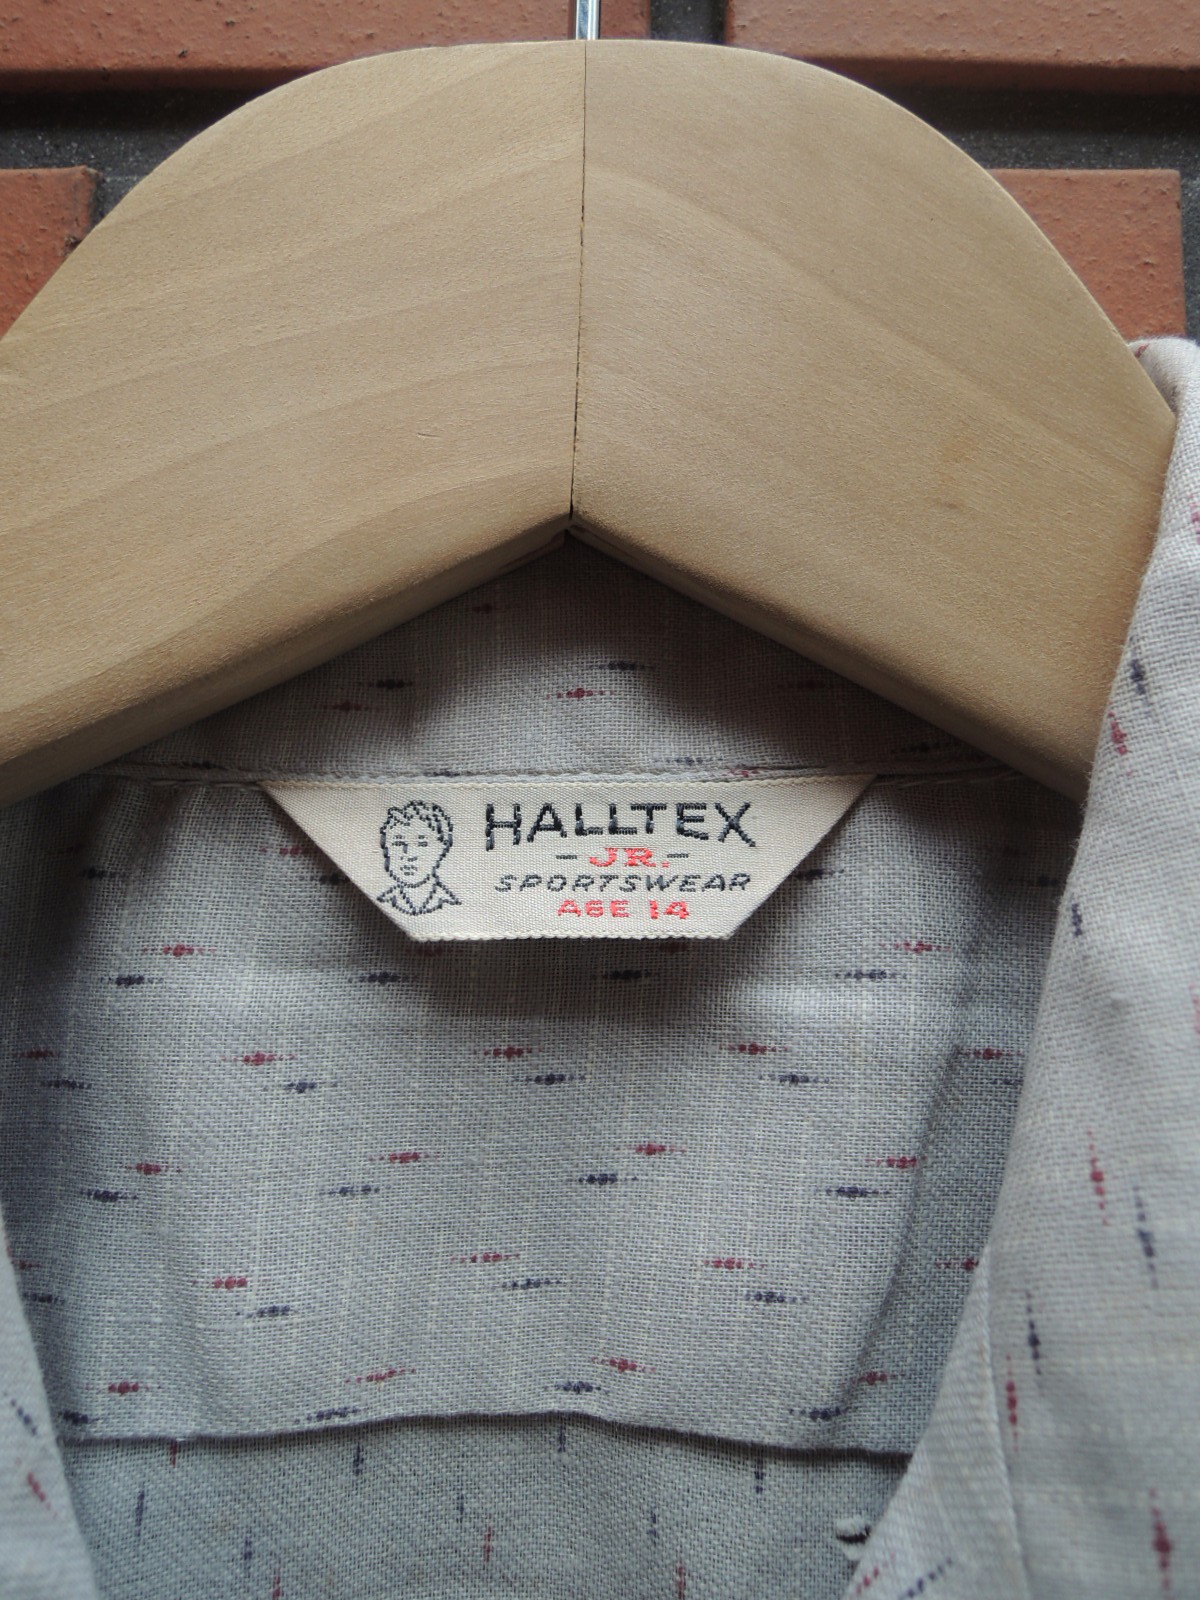 HALLTEX
-JR.-
SPORTSWEAR
AGE 14